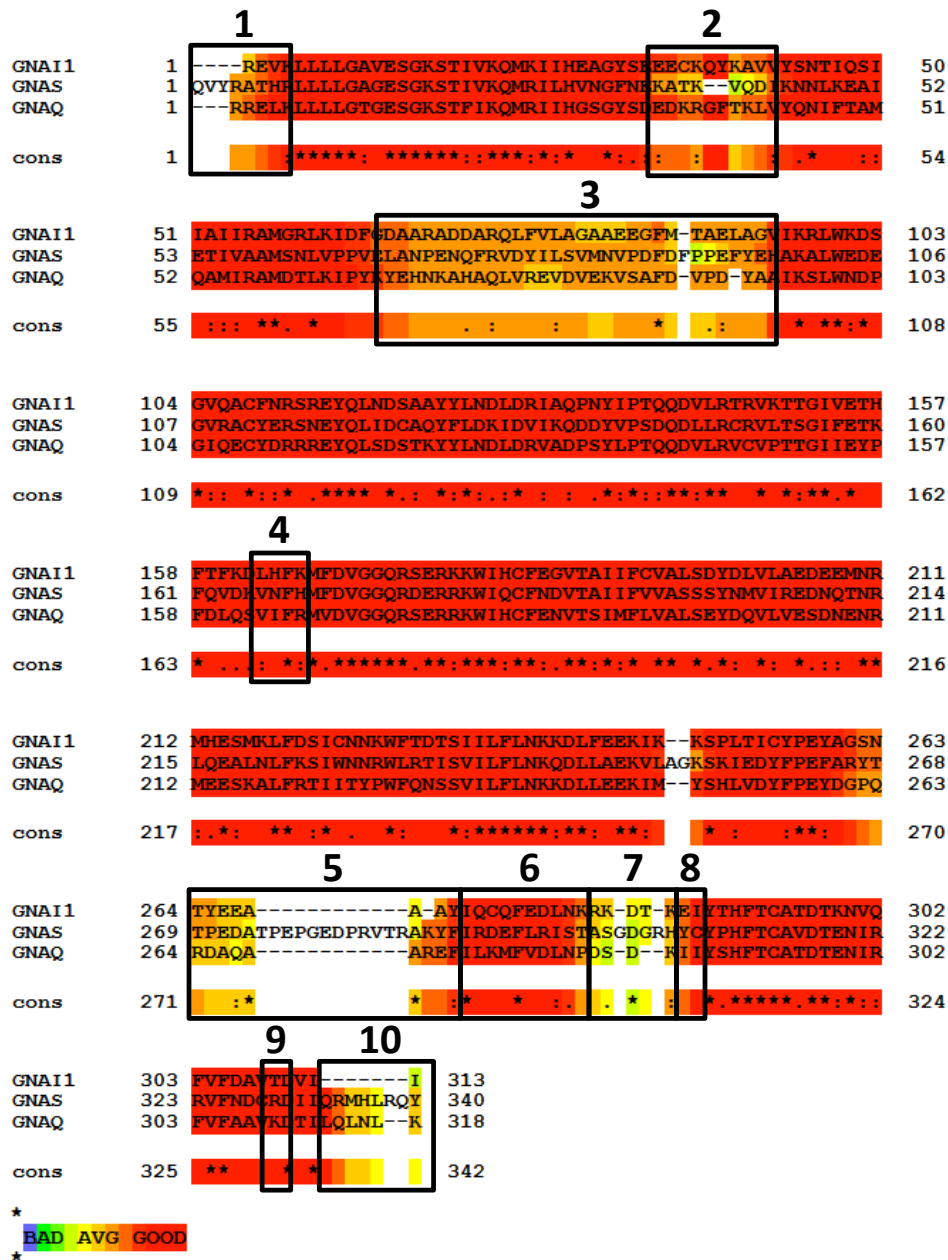 1 2
GNAI1 1 ----REVKLLLLGAVESGKSTIVKQMKIIHEAGYSEEECKQYKAVVYSNTIQSI 50
GNAS 1 QVYRATHRLLLLGAGESGKSTIVKQMRILHVNGFNEKATK--VQDIKNNLKEAI 52
GNAQ 1 ---RRELKLLLLGTGESGKSTFIKQMRIIHGSGYSDEDKRGFTKLVYQNIFTAM 51
cons 1 :*****: ******:****:*:* *:.:: : : .* :: 54
3
GNAI1 51 IAIIRAMGRLKIDFGDAARADDARQLFVLAGAAEEGFM-TAELAGVIKRLWKDS 103
GNAS 53 ETIVAAMSNLVPPVELANPENQFRVDYILSVMNVPDFDFPPEFYEHAKALWEDE 106
GNAQ 52 QAMIRAMDTLKIPYKYEHNKAHAQLVREVDVEKVSAFD-VPD-YAAIKSLWNDP 103
cons 55 ::: **. * . : : * .: * **:* 108
GNAI1 104 GVQACFNRSREYQLNDSAAYYLNDLDRIAQPNYIPTQQDVLRTRVKTTGIVETH 157
GNAS 107 GVRACYERSNEYQLIDCAQYFLDKIDVIKQDDYVPSDQDLLRCRVLTSGIFETK 160
GNAQ 104 GIQECYDRRREYQLSDSTKYYLNDLDRVADPSYLPTQQDVLRVCVPTTGIIEYP 157
cons 109 *:: *::* .**** *.: *:*:.:* : : .*:*::**:** * *:**.* 162
4
GNAI1 158 FTFKDLHFKMFDVGGQRSERKKWIHCFEGVTAIIFCVALSDYDLVLAEDEEMNR 211
GNAS 161 FQVDKVNFHMFDVGGQRDERRKWIQCFNDVTAIIFVVASSSYNMVIREDNQTNR 214
GNAQ 158 FDLQSVIFRMVDVGGQRSERRKWIHCFENVTSIMFLVALSEYDQVLVESDNENR 211
cons 163 * ...: *:*.******.**:***:**:.**:*:* ** *.*: *: *.:: ** 216
GNAI1 212 MHESMKLFDSICNNKWFTDTSIILFLNKKDLFEEKIK--KSPLTICYPEYAGSN 263
GNAS 215 LQEALNLFKSIWNNRWLRTISVILFLNKQDLLAEKVLAGKSKIEDYFPEFARYT 268
GNAQ 212 MEESKALFRTIITYPWFQNSSVILFLNKKDLLEEKIM--YSHLVDYFPEYDGPQ 263
cons 217 :.*: ** :* . *: *:******:**: **: * : :**: 270
5 6 7 8
GNAI1 264 TYEEA------------A-AYIQCQFEDLNKRK-DT-KEIYTHFTCATDTKNVQ 302
GNAS 269 TPEDATPEPGEDPRVTRAKYFIRDEFLRISTASGDGRHYCYPHFTCAVDTENIR 322
GNAQ 264 RDAQA------------AREFILKMFVDLNPDS-D--KIIYSHFTCATDTENIR 302
cons 271 :* * :* * :. . * : *.*****.**:*:: 324
9 10
GNAI1 303 FVFDAVTDVI-------I 313
GNAS 323 RVFNDCRDIIQRMHLRQY 340
GNAQ 303 FVFAAVKDTILQLNL--K 318
cons 325 ** * * 342
*
BAD AVG GOOD
*